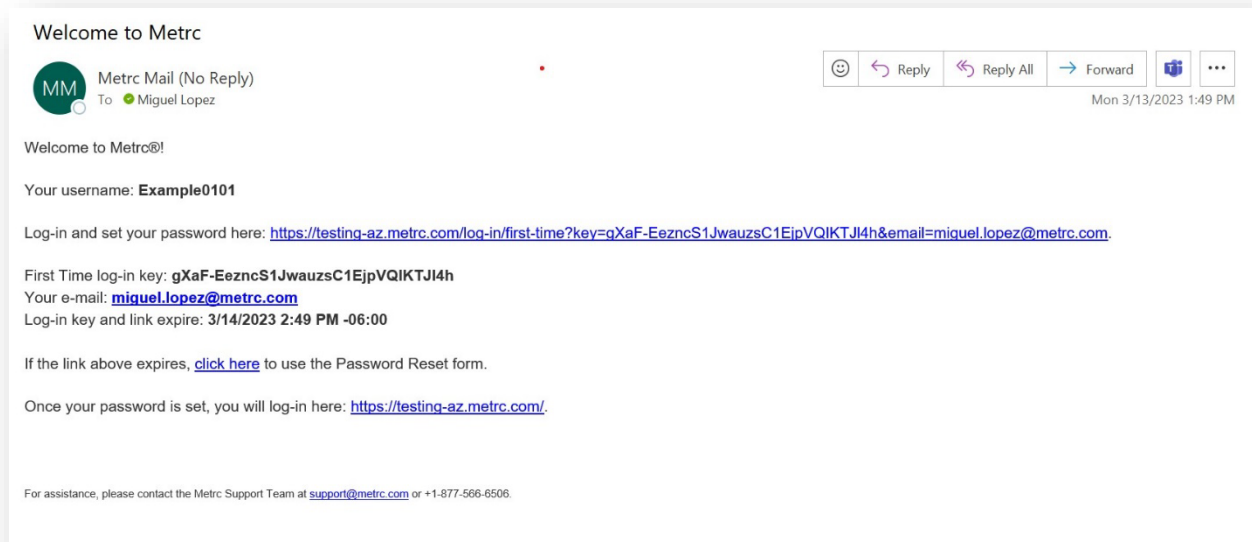 Welcome to Metrc
MM
Metrc Mail (No Reply)
To Miguel Lopez
Reply
Reply All
Forward
Mon 3/13/2023 1:49 PM
Welcome to Metrc®!
Your username: Example0101
Log-in and set your password here: https://testing-az.metrc.com/log-in/first-time?key=gXaF-EezncS1JwauzsC1EjpVQIKTJI4h&email=miguel.lopez@metrc.com.
First Time log-in key: gXaF-EezncS1JwauzsC1EjpVQIKTJI4h
Your e-mail: miguel.lopez@metrc.com
Log-in key and link expire: 3/14/2023 2:49 PM -06:00
If the link above expires, click here to use the Password Reset form.
Once your password is set, you will log-in here: https://testing-az.metrc.com/.
For assistance, please contact the Metrc Support Team at support@metrc.com or +1-877-566-6506.